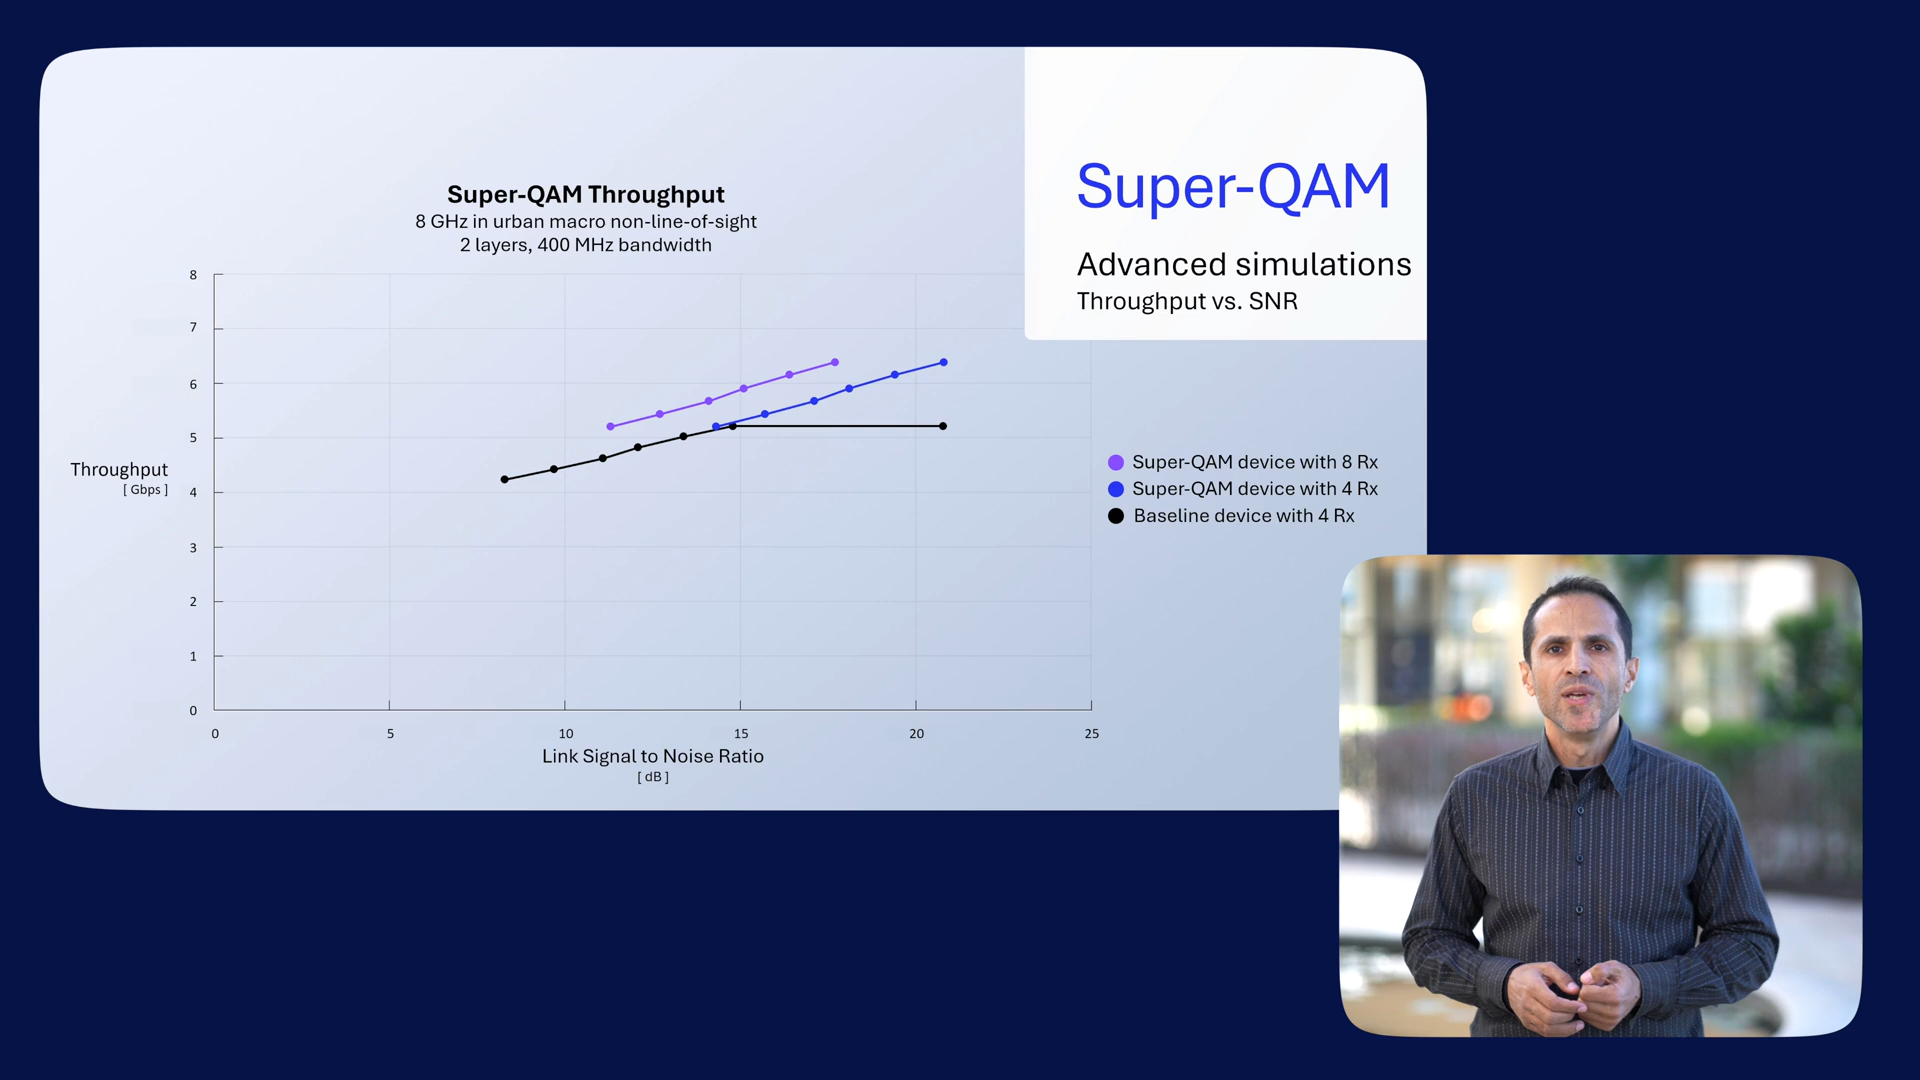 Super-QAM
Advanced simulations
Throughput vs. SNR
Super-QAM Throughput
8 GHz in urban macro non-line-of-sight
2 layers, 400 MHz bandwidth
8
7
6
5
4
3
2
1
0
Throughput
[ Gbps ]
0 5 10 15 20 25
Link Signal to Noise Ratio
[ dB ]
Super-QAM device with 8 Rx
Super-QAM device with 4 Rx
Baseline device with 4 Rx